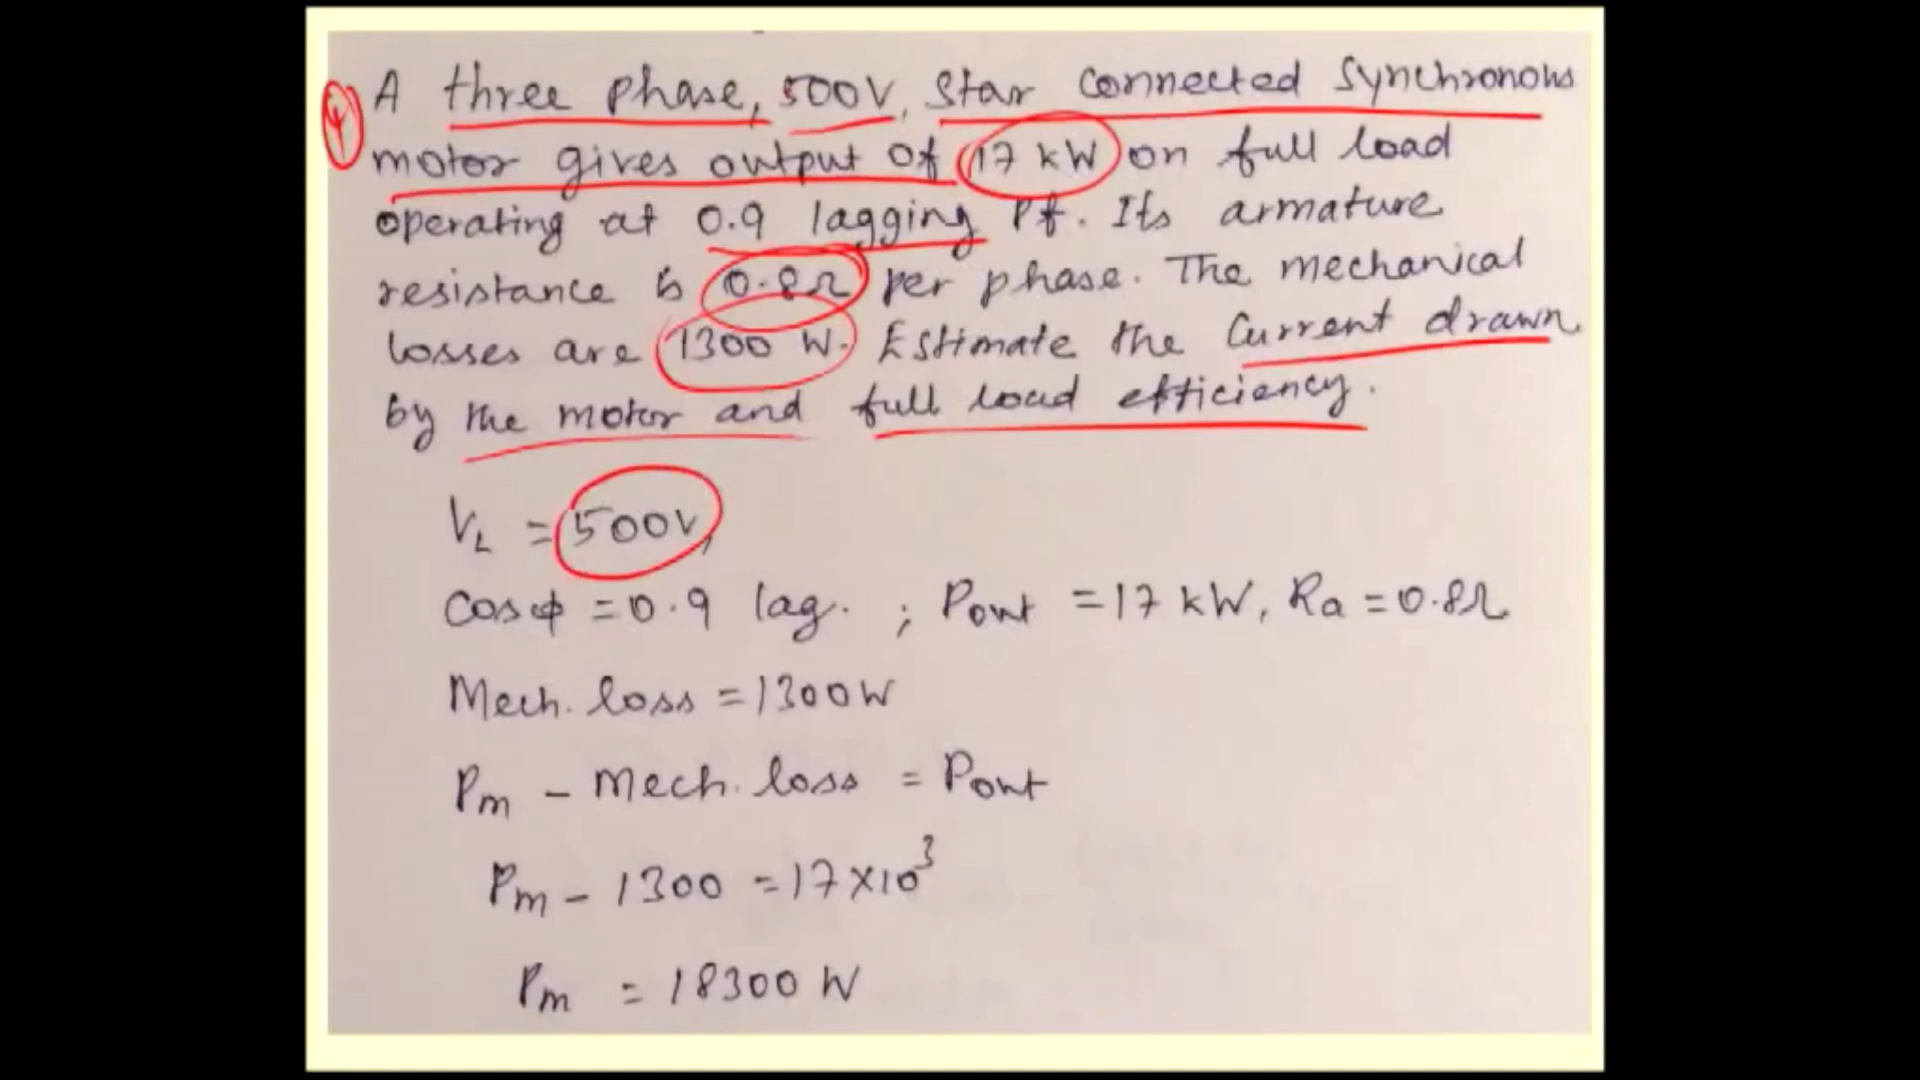 4 A three phase, 500V, Star Connected Synchronous
motor gives output of 17 kW on full load
operating at 0.9 lagging Pf. Its armature
resistance is 0.8Ω per phase. The mechanical
losses are 1300 W. Estimate the Current drawn
by the motor and full load efficiency.
V_L = 500V,
Cosϕ = 0.9 lag. ; Pout = 17 kW, Ra = 0.8Ω
Mech. loss = 1300W
Pm - Mech. loss = Pout
Pm - 1300 = 17×10³
Pm = 18300 W